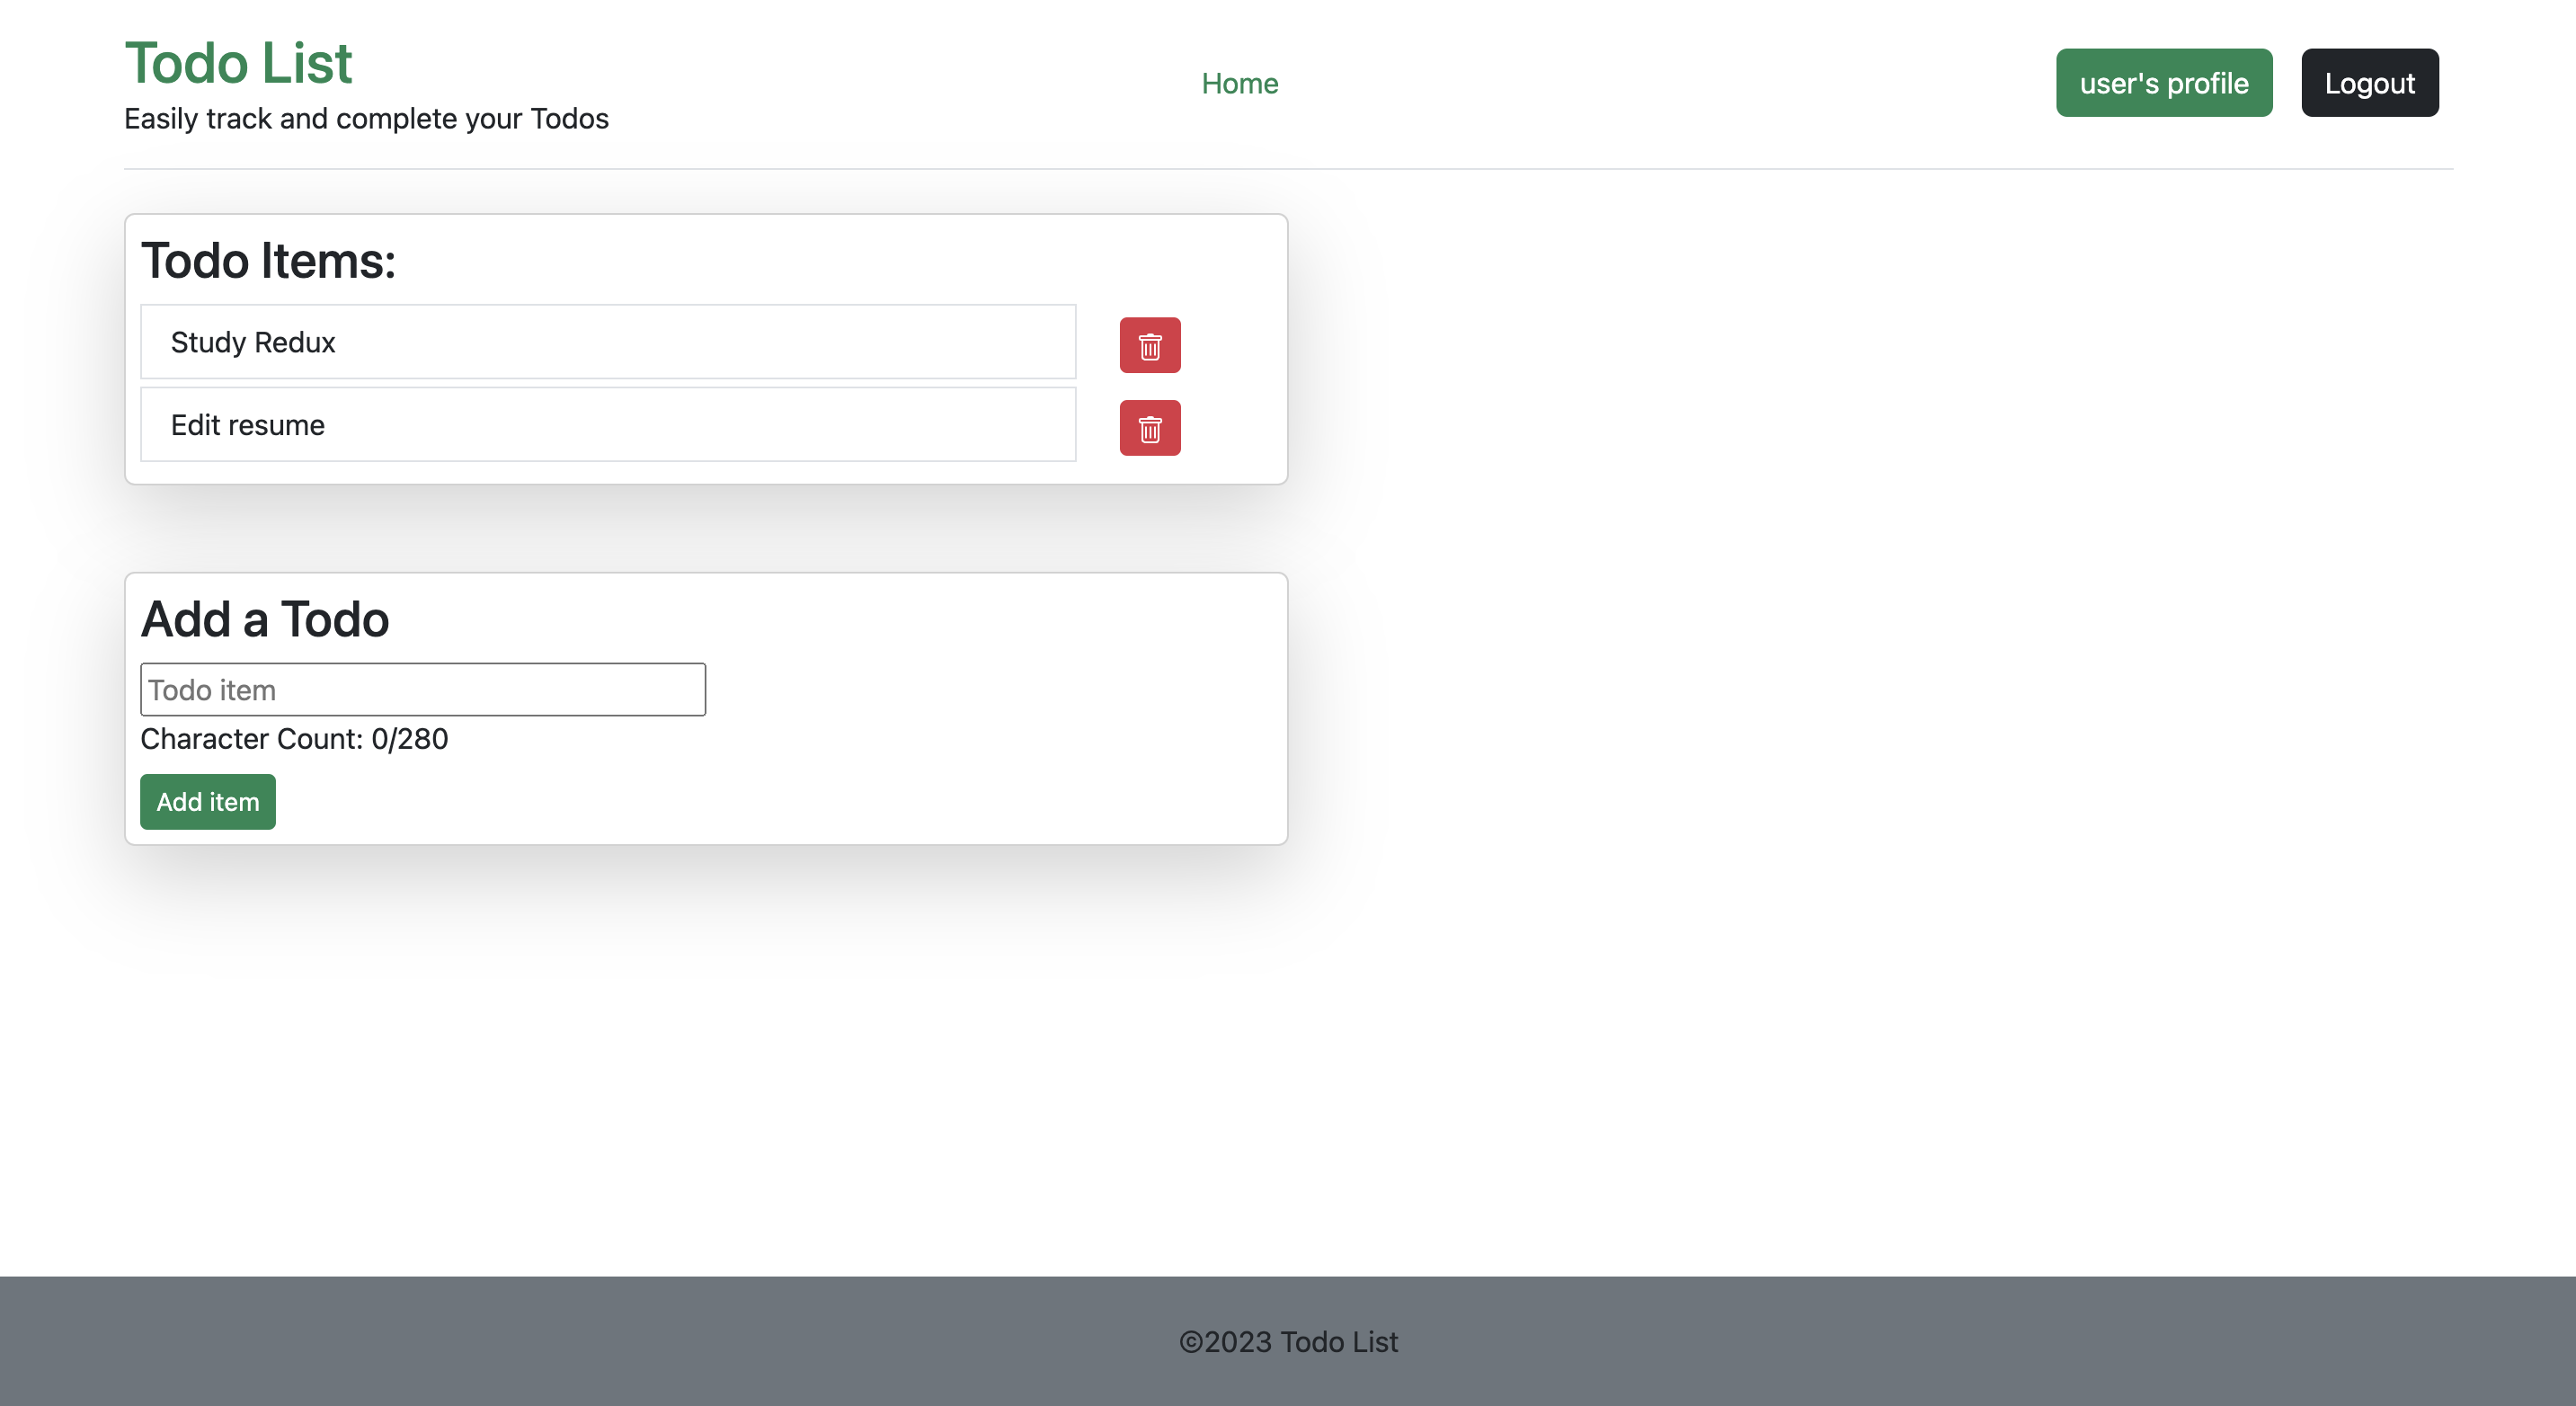 Todo List
Easily track and complete your Todos
Home
user's profile
Logout
Todo Items:
Study Redux
Edit resume
Add a Todo
Todo item
Character Count: 0/280
Add item
©2023 Todo List